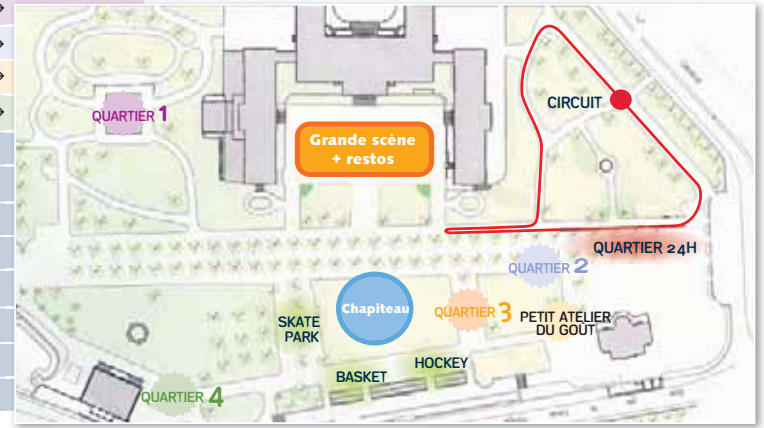 CIRCUIT
QUARTIER 1
Grande scène
+ restos
QUARTIER 24H
QUARTIER 2
Chapiteau
QUARTIER 3
PETIT ATELIER
DU GOÛT
SKATE
PARK
HOCKEY
BASKET
QUARTIER 4